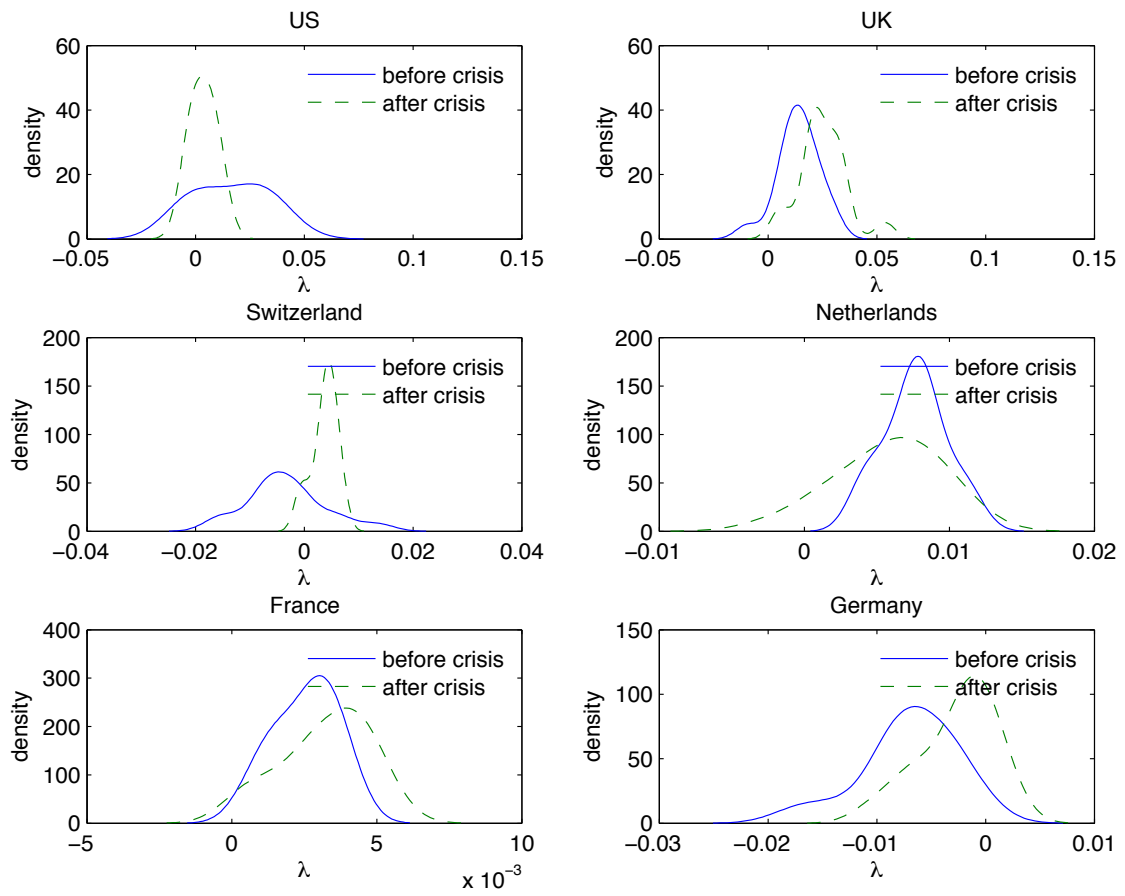 US
60
40
20
0
density
−0.05 0 0.05 0.1 0.15
λ
before crisis
after crisis
UK
60
40
20
0
density
−0.05 0 0.05 0.1 0.15
λ
before crisis
after crisis
Switzerland
200
150
100
50
0
density
−0.04 −0.02 0 0.02 0.04
λ
before crisis
after crisis
Netherlands
200
150
100
50
0
density
−0.01 0 0.01 0.02
λ
before crisis
after crisis
France
400
300
200
100
0
density
−5 0 5 10
λ
x 10−3
before crisis
after crisis
Germany
150
100
50
0
density
−0.03 −0.02 −0.01 0 0.01
λ
before crisis
after crisis